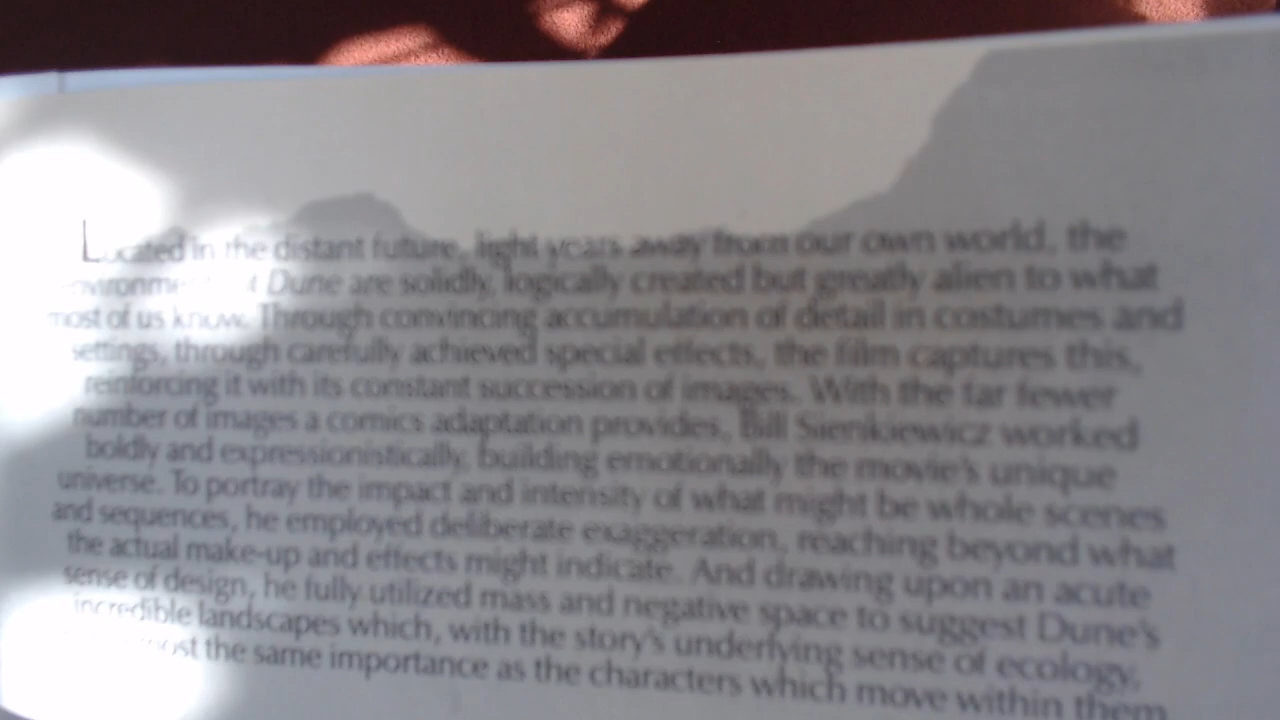 Located in the distant future, light years away from our own world, the
of Dune are solidly, logically created but greatly alien to what
most of us know. Through convincing accumulation of detail in costumes and
settings, through carefully achieved special effects, the film captures this,
reinforcing it with its constant succession of images. With the far fewer
number of images a comics adaptation provides, Bill Sienkiewicz worked
boldly and expressionistically, building emotionally the movie's unique
universe. To portray the impact and intensity of what might be whole scenes
and sequences, he employed deliberate exaggeration, reaching beyond what
the actual make-up and effects might indicate. And drawing upon an acute
sense of design, he fully utilized mass and negative space to suggest Dune's
incredible landscapes which, with the story's underlying sense of ecology,
the same importance as the characters which move within them